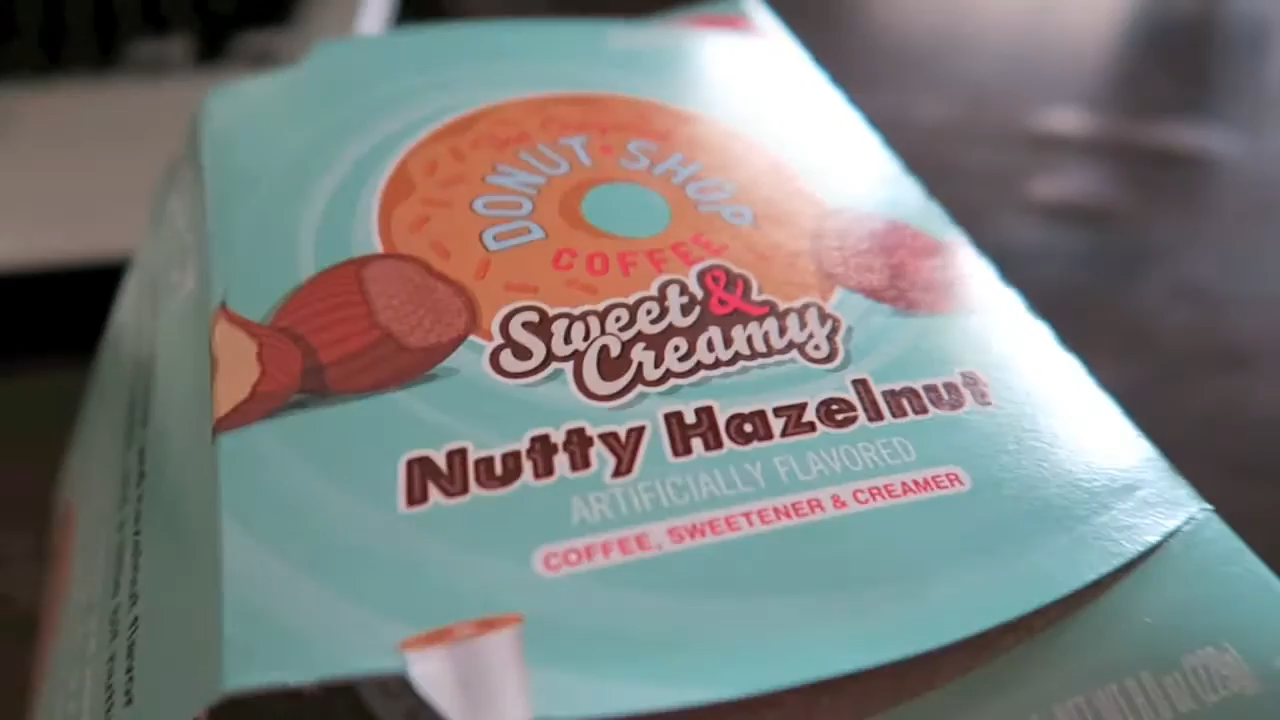 DONUT SHOP
COFFEE
Sweet &
Creamy
Nutty Hazelnut
ARTIFICIALLY FLAVORED
COFFEE, SWEETENER & CREAMER